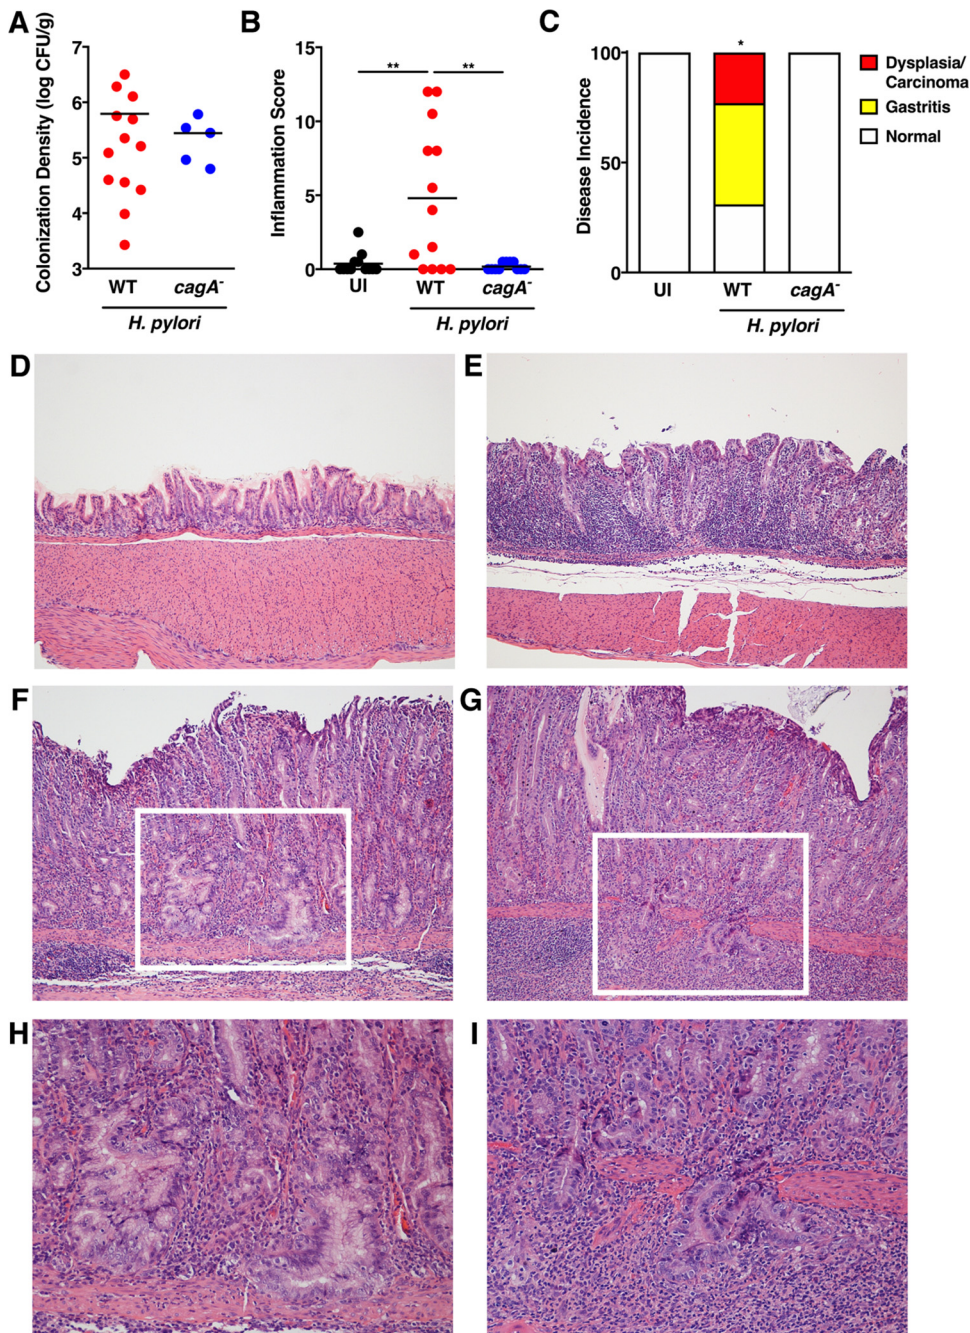 A
Colonization Density (log CFU/g)
7
6
5
4
3
WT
cagA-
H. pylori
B
Inflammation Score
15
10
5
0
**
**
UI
WT
cagA-
H. pylori
C
Disease Incidence
100
50
0
*
UI
WT
cagA-
H. pylori
Dysplasia/
Carcinoma
Gastritis
Normal
D
E
F
G
H
I